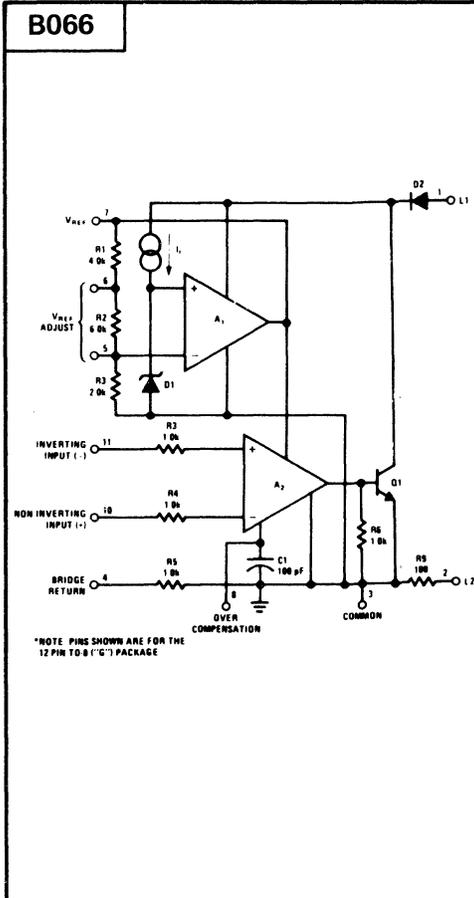 B066
D2
1
L1
7
VREF
R1
4.0k
I1
6
VREF
ADJUST
R2
6.0k
+
A1
5
−
R3
2.0k
D1
R3
1.0k
INVERTING
INPUT (-)
11
+
A2
Q1
R4
1.0k
NON INVERTING
INPUT (+)
10
−
R6
1.0k
R5
1.0k
C1
100 pF
R9
100
BRIDGE
RETURN
4
2
L2
8
3
OVER
COMPENSATION
COMMON
*NOTE PINS SHOWN ARE FOR THE
12 PIN TO-8 ("G") PACKAGE